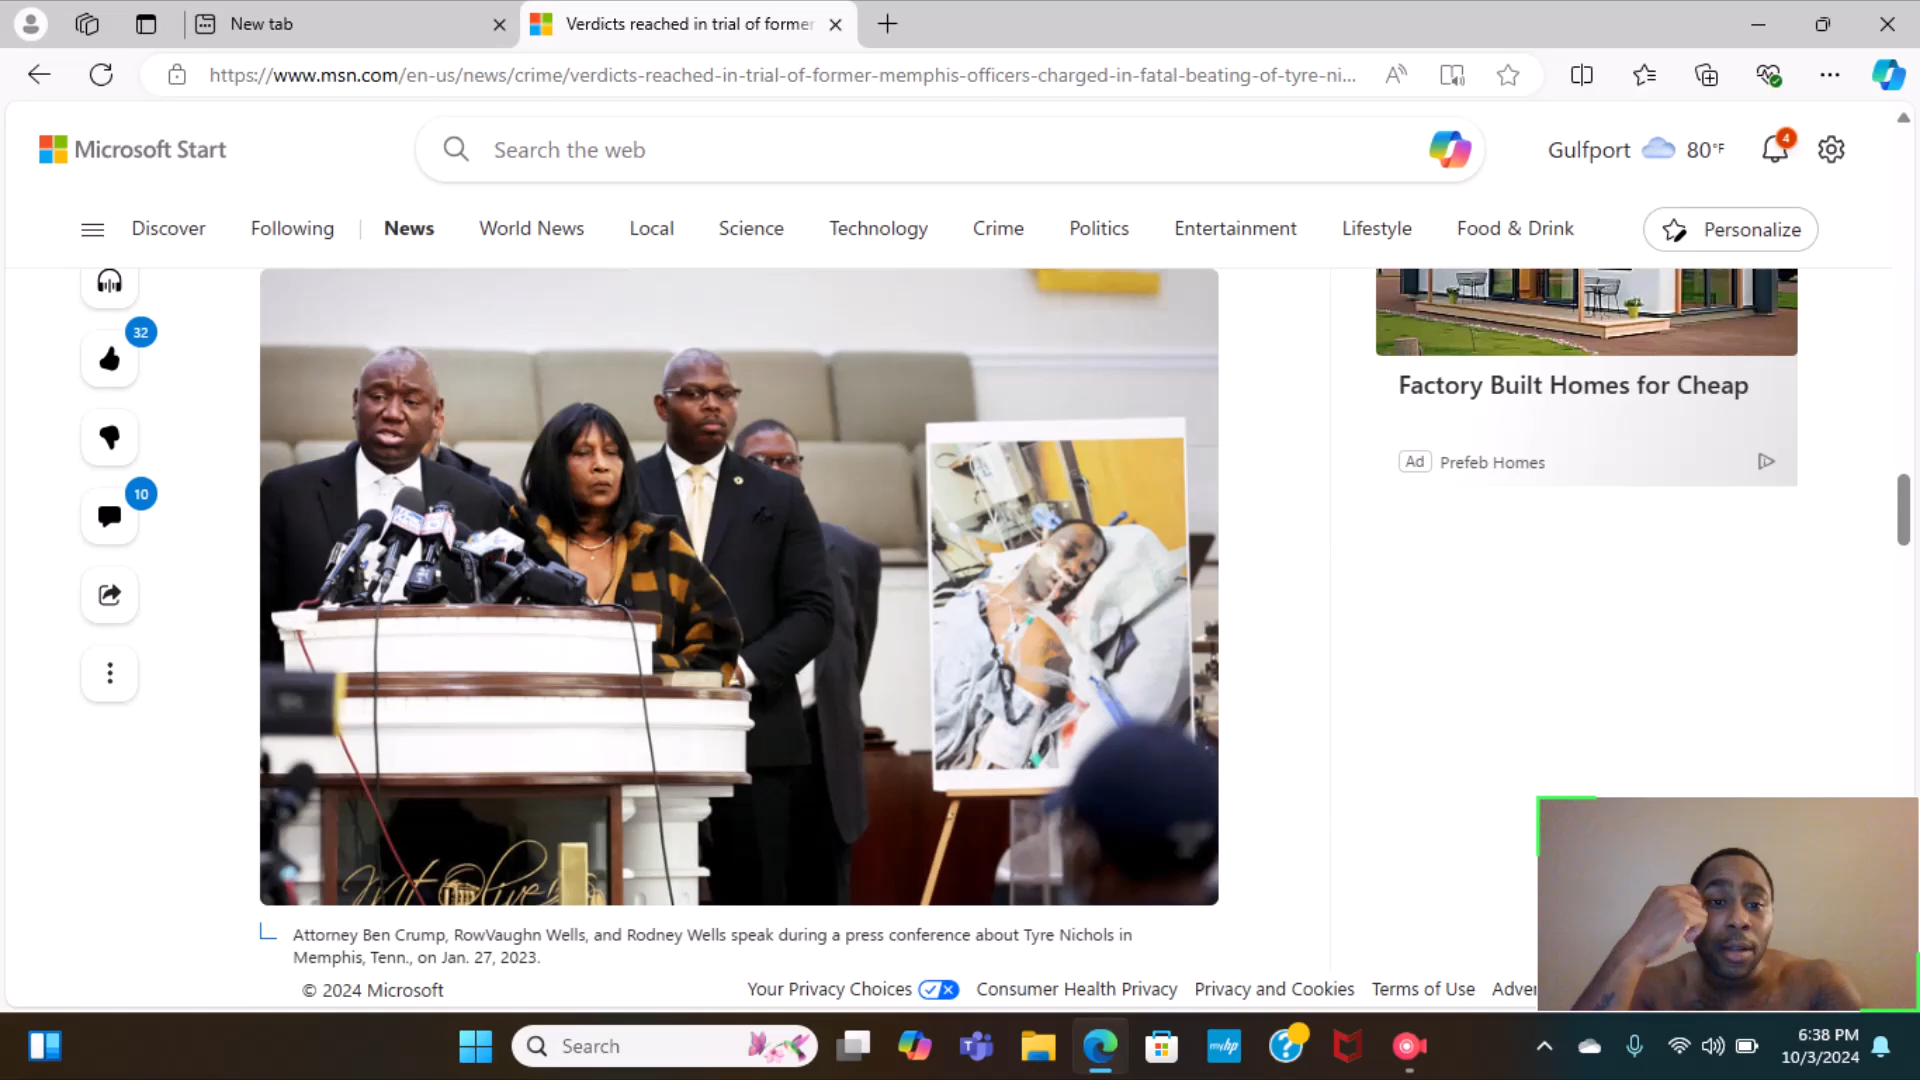 New tab
Verdicts reached in trial of former
https://www.msn.com/en-us/news/crime/verdicts-reached-in-trial-of-former-memphis-officers-charged-in-fatal-beating-of-tyre-ni...
Microsoft Start
Search the web
Gulfport 80°F
4
Discover Following News World News Local Science Technology Crime Politics Entertainment Lifestyle Food & Drink Personalize
32
10
Factory Built Homes for Cheap
Ad Prefeb Homes
Attorney Ben Crump, RowVaughn Wells, and Rodney Wells speak during a press conference about Tyre Nichols in
Memphis, Tenn., on Jan. 27, 2023.
© 2024 Microsoft
Your Privacy Choices Consumer Health Privacy Privacy and Cookies Terms of Use Adver
Search
6:38 PM
10/3/2024